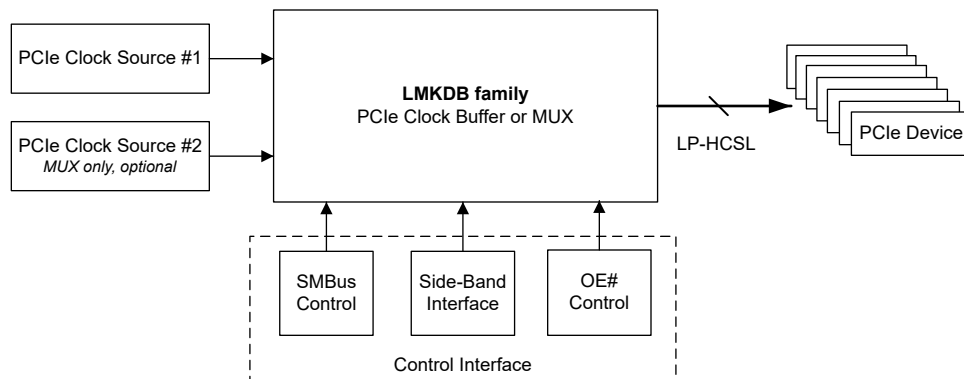 PCIe Clock Source #1
PCIe Clock Source #2
MUX only, optional
LMKDB family
PCIe Clock Buffer or MUX
LP-HCSL
PCIe Device
SMBus
Control
Side-Band
Interface
OE#
Control
Control Interface